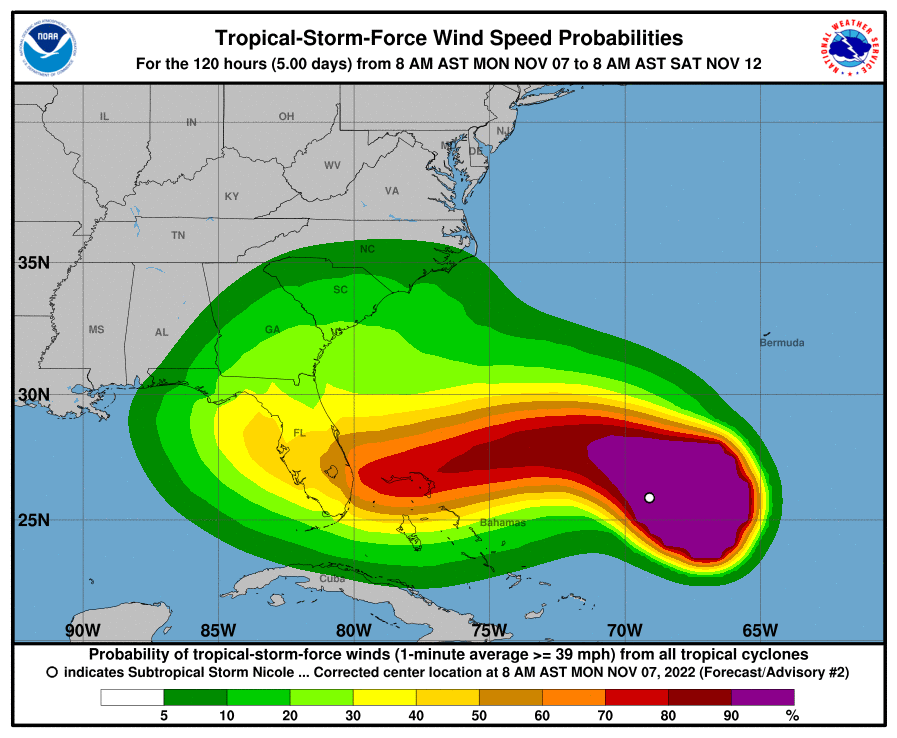 Tropical-Storm-Force Wind Speed Probabilities
For the 120 hours (5.00 days) from 8 AM AST MON NOV 07 to 8 AM AST SAT NOV 12
NOAA
NATIONAL WEATHER SERVICE
IL
IN
OH
NJ
DE
WV
VA
KY
TN
NC
35N
SC
MS
AL
GA
Bermuda
30N
FL
25N
Bahamas
Cuba
90W
85W
80W
75W
70W
65W
Probability of tropical-storm-force winds (1-minute average >= 39 mph) from all tropical cyclones
indicates Subtropical Storm Nicole ... Corrected center location at 8 AM AST MON NOV 07, 2022 (Forecast/Advisory #2)
5 10 20 30 40 50 60 70 80 90 %